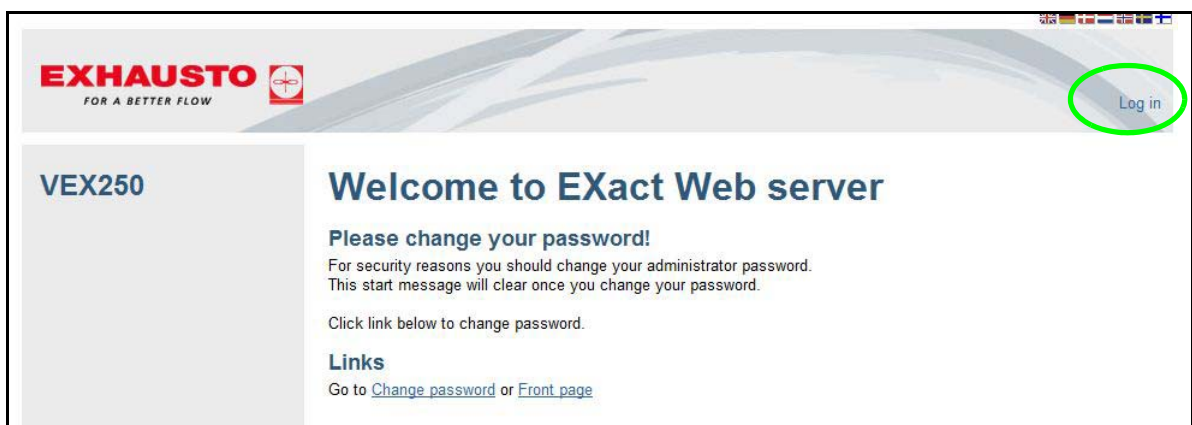 EXHAUSTO
FOR A BETTER FLOW
Log in
VEX250
Welcome to EXact Web server
Please change your password!
For security reasons you should change your administrator password.
This start message will clear once you change your password.
Click link below to change password.
Links
Go to Change password or Front page